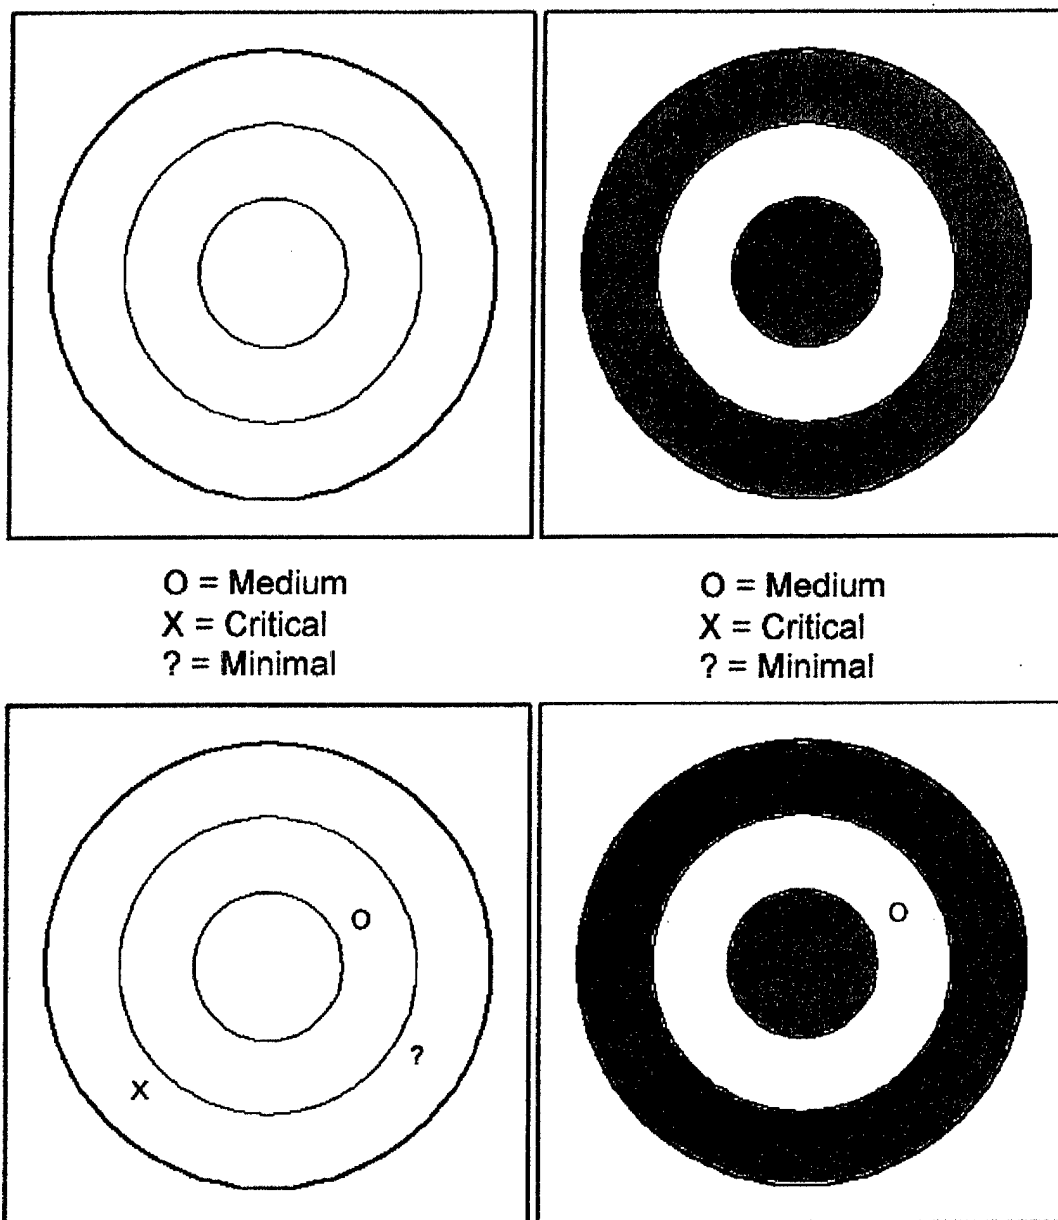 O = Medium
X = Critical
? = Minimal
O = Medium
X = Critical
? = Minimal
O
?
X
O